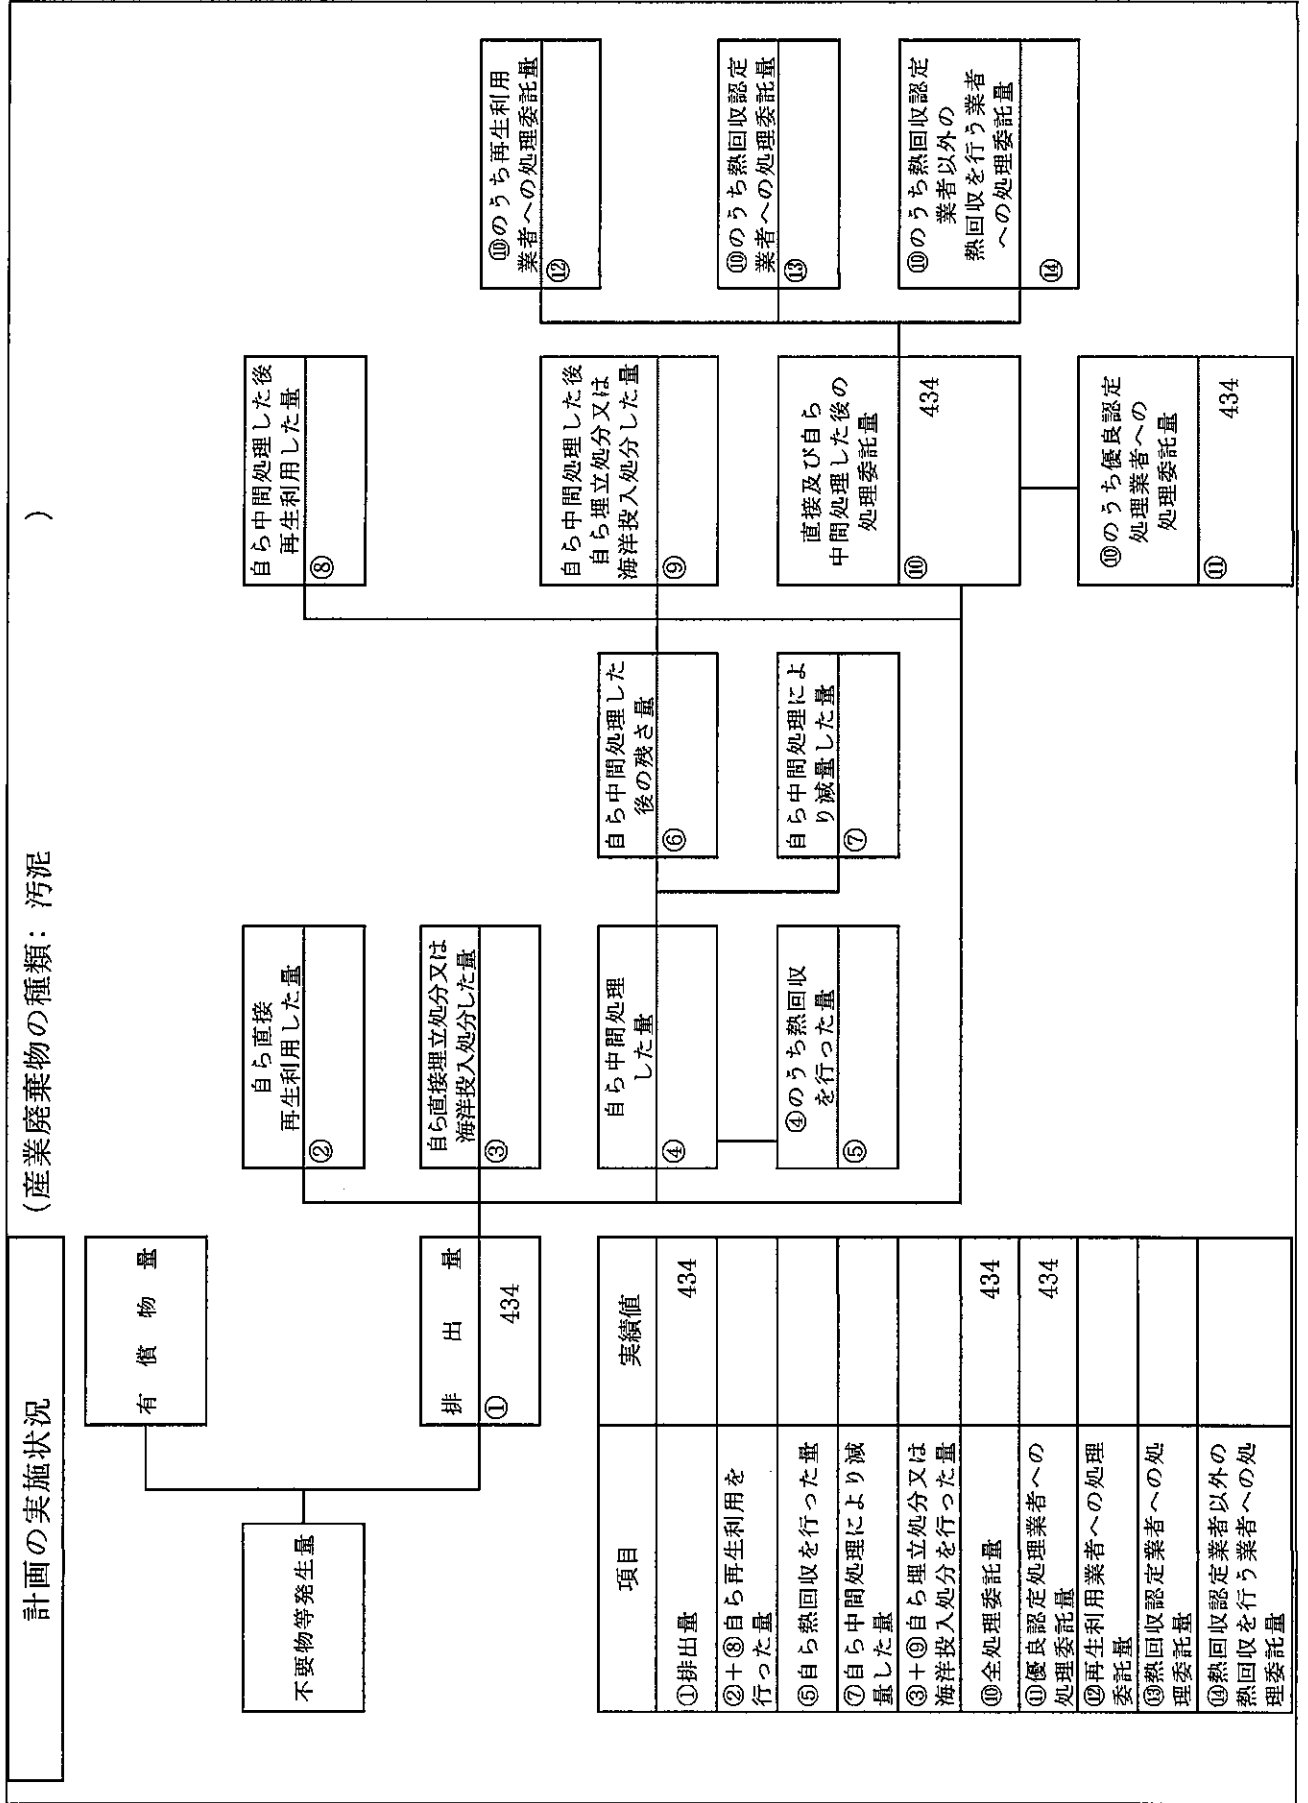 計画の実施状況
(産業廃棄物の種類：汚泥 )
不要物等発生量
有償物量
排出量
①
434
自ら直接
再生利用した量
②
自ら直接埋立処分又は
海洋投入処分した量
③
自ら中間処理
した量
④
④のうち熱回収
を行った量
⑤
自ら中間処理した
後の残さ量
⑥
自ら中間処理によ
り減量した量
⑦
自ら中間処理した後
再生利用した量
⑧
自ら中間処理した後
自ら埋立処分又は
海洋投入処分した量
⑨
直接及び自ら
中間処理した後の
処理委託量
⑩
434
⑩のうち優良認定
処理業者への
処理委託量
⑪
434
⑩のうち再生利用
業者への処理委託量
⑫
⑩のうち熱回収認定
業者への処理委託量
⑬
⑩のうち熱回収認定
業者以外の
熱回収を行う業者
への処理委託量
⑭
項目 実績値
①排出量 434
②＋⑧自ら再生利用を
行った量
⑤自ら熱回収を行った量
⑦自ら中間処理により減
量した量
③＋⑨自ら埋立処分又は
海洋投入処分を行った量
⑩全処理委託量 434
⑪優良認定処理業者への
処理委託量 434
⑫再生利用業者への処理
委託量
⑬熱回収認定業者への処
理委託量
⑭熱回収認定業者以外の
熱回収を行う業者への処
理委託量